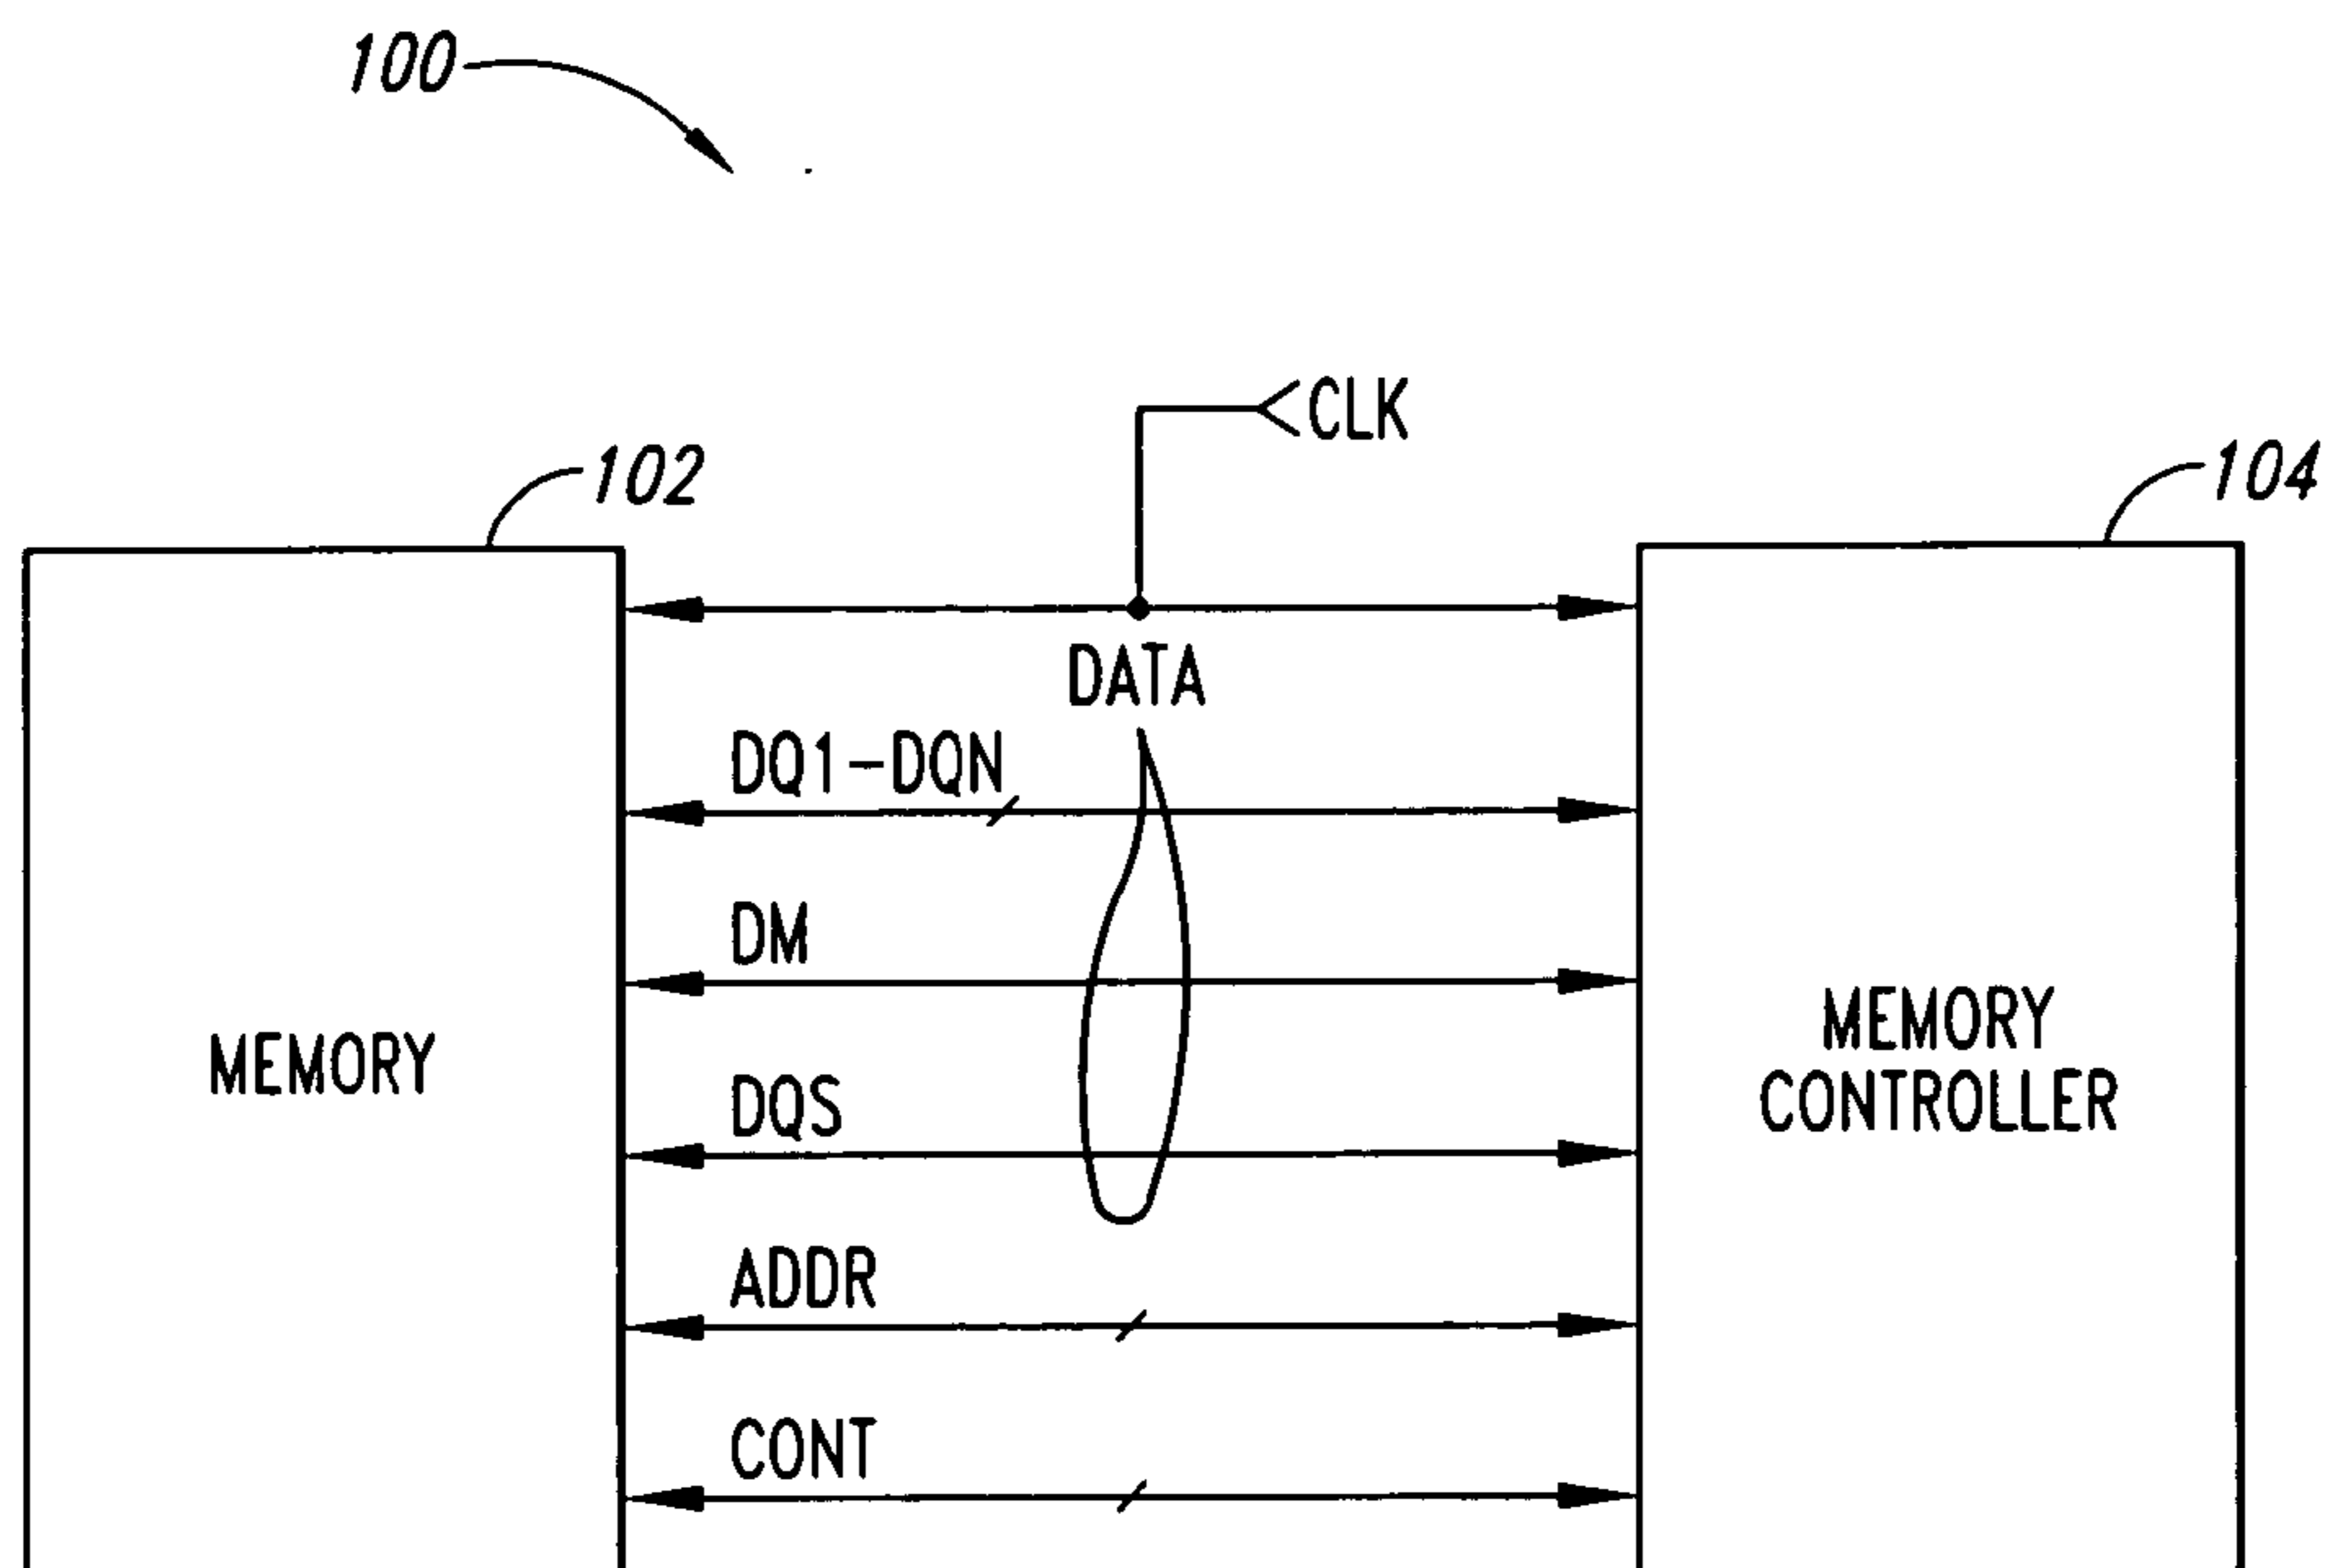 100
CLK
102
104
DATA
DQ1-DQN
DM
MEMORY
MEMORY
CONTROLLER
DQS
ADDR
CONT